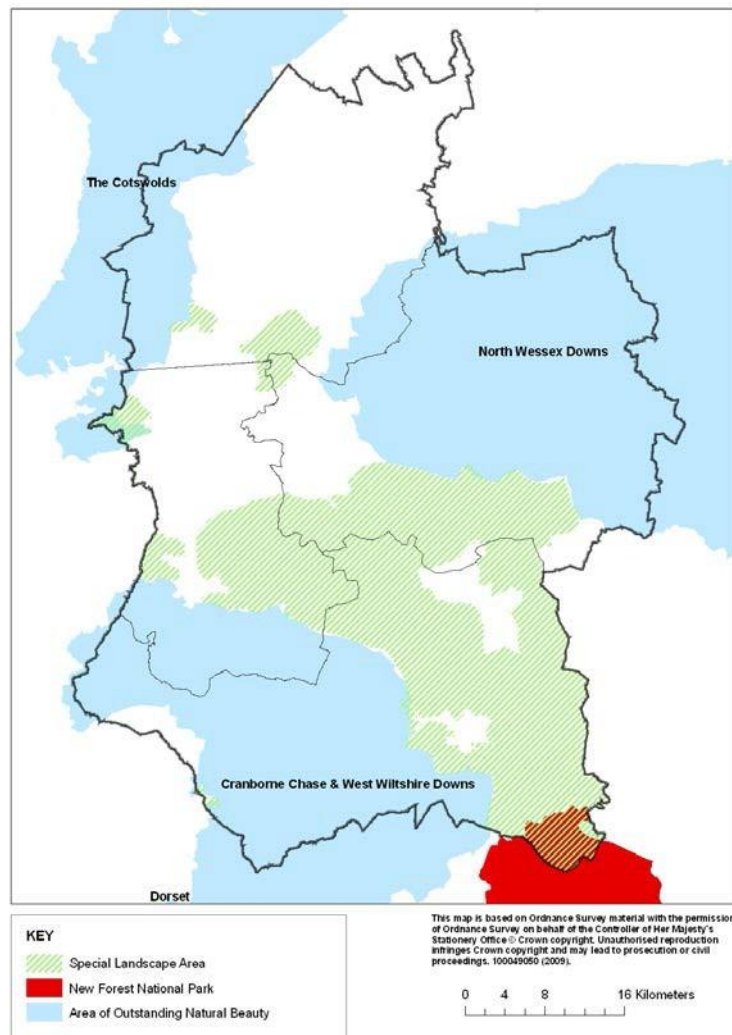 The Cotswolds
North Wessex Downs
Cranborne Chase & West Wiltshire Downs
Dorset
KEY
Special Landscape Area
New Forest National Park
Area of Outstanding Natural Beauty
This map is based on Ordnance Survey material with the permission
of Ordnance Survey on behalf of the Controller of Her Majesty's
Stationery Office © Crown copyright. Unauthorised reproduction
infringes Crown copyright and may lead to prosecution or civil
proceedings. 100049050 (2009).
0 4 8 16 Kilometers